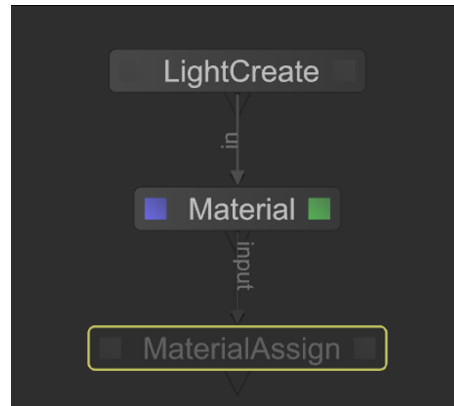 LightCreate
in
Material
input
MaterialAssign